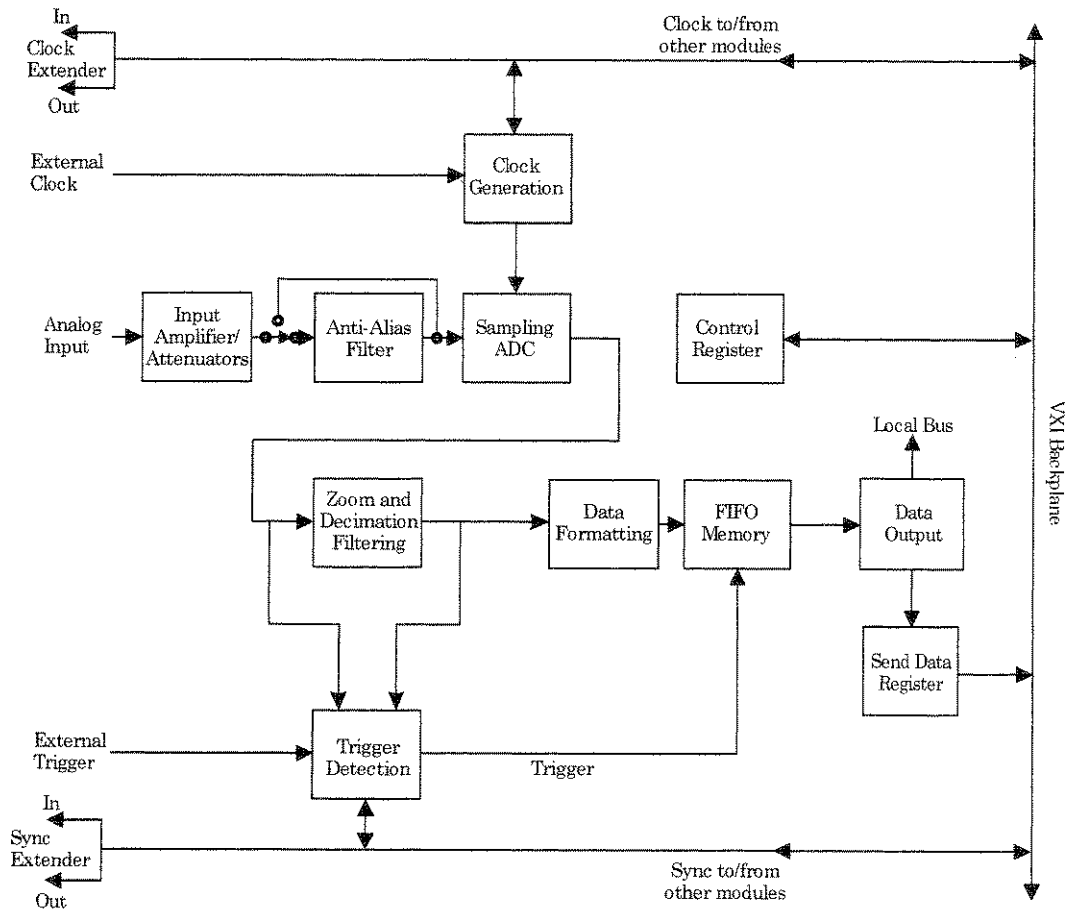 In
Clock
Extender
Out
Clock to/from
other modules
External
Clock
Clock
Generation
Analog
Input
Input
Amplifier/
Attenuators
Anti-Alias
Filter
Sampling
ADC
Control
Register
VXI Backplane
Local Bus
Zoom and
Decimation
Filtering
Data
Formatting
FIFO
Memory
Data
Output
Send Data
Register
External
Trigger
Trigger
Detection
Trigger
In
Sync
Extender
Out
Sync to/from
other modules